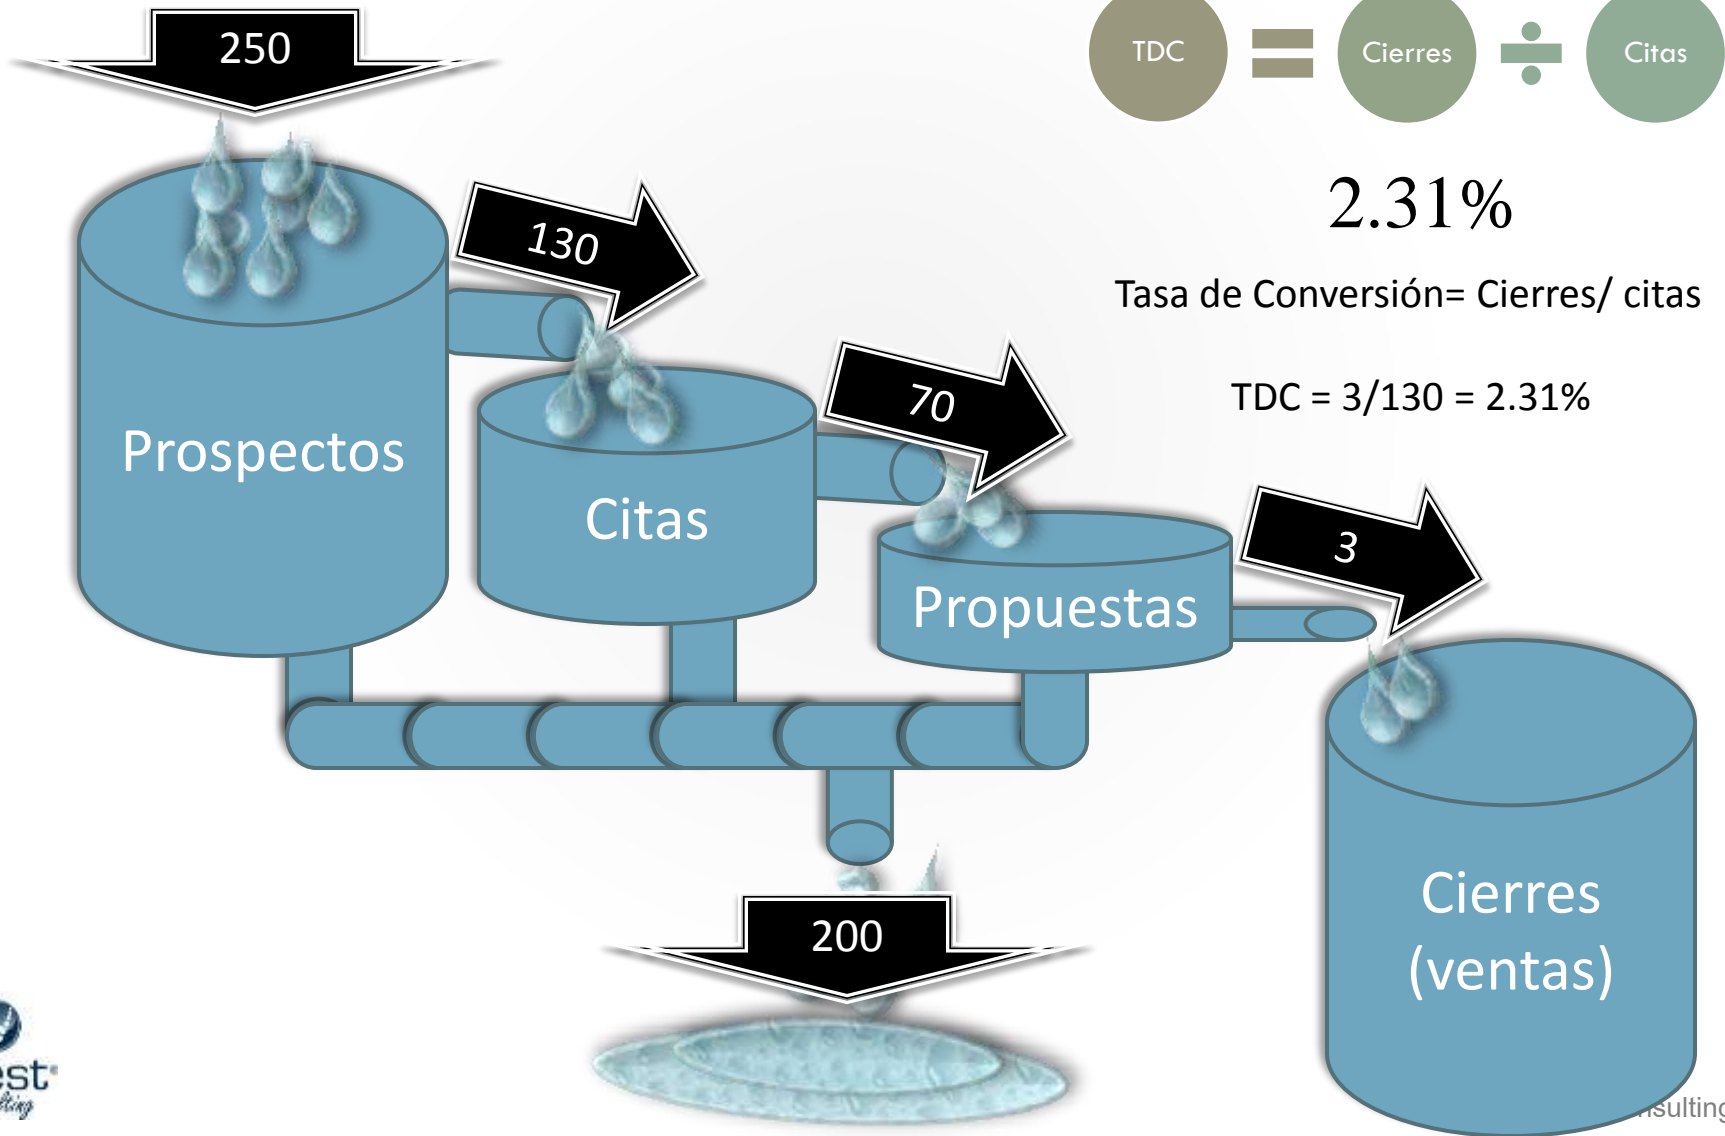 250
TDC
Cierres
Citas
2.31%
130
Tasa de Conversión= Cierres/ citas
70
TDC = 3/130 = 2.31%
Prospectos
Citas
3
Propuestas
Cierres
(ventas)
200